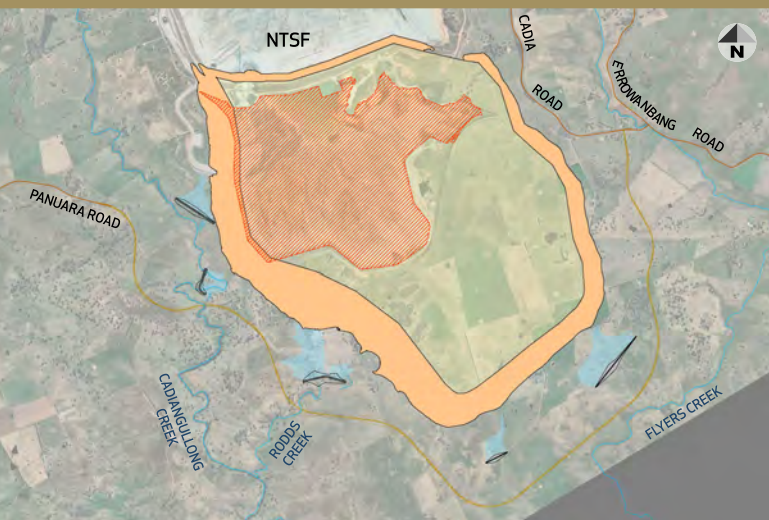 NTSF
N
CADIA
ROAD
ERROWANBANG
ROAD
PANUARA ROAD
CADIANGULLONG
CREEK
RODDS
CREEK
FLYERS CREEK